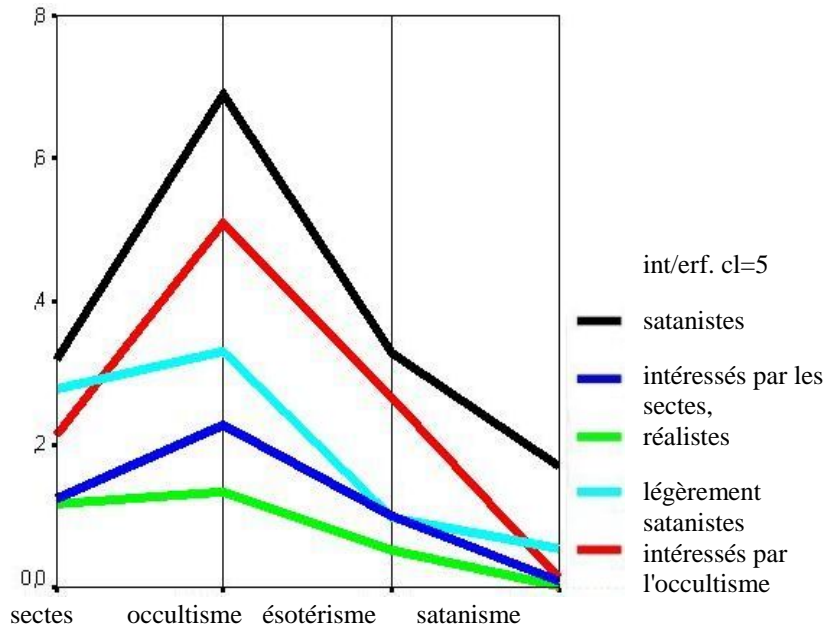 ,8
,6
,4
,2
0,0
sectes occultisme ésotérisme satanisme
int/erf. cl=5
satanistes
intéressés par les
sectes,
réalistes
légèrement
satanistes
intéressés par
l'occultisme